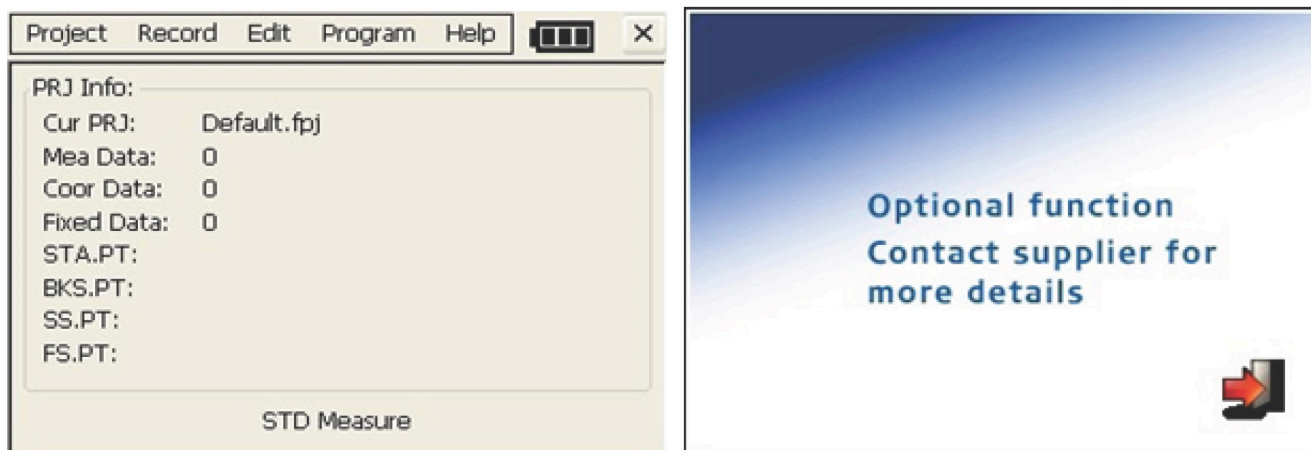 Project Record Edit Program Help
PRJ Info:
Cur PRJ: Default.fpj
Mea Data: 0
Coor Data: 0
Fixed Data: 0
STA.PT:
BKS.PT:
SS.PT:
FS.PT:
STD Measure
Optional function
Contact supplier for
more details